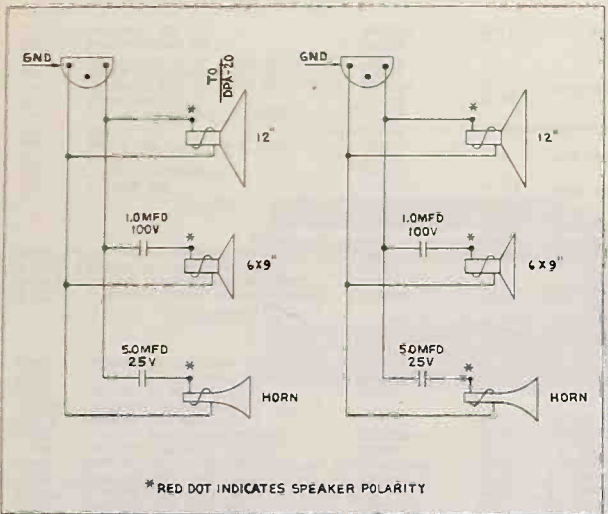 GND
TO
DPA-20
*
12"
1.0MFD
100V
*
6X9"
5.0MFD
25V
*
HORN
GND
*
12"
1.0MFD
100V
*
6X9"
5.0MFD
25V
*
HORN
*RED DOT INDICATES SPEAKER POLARITY